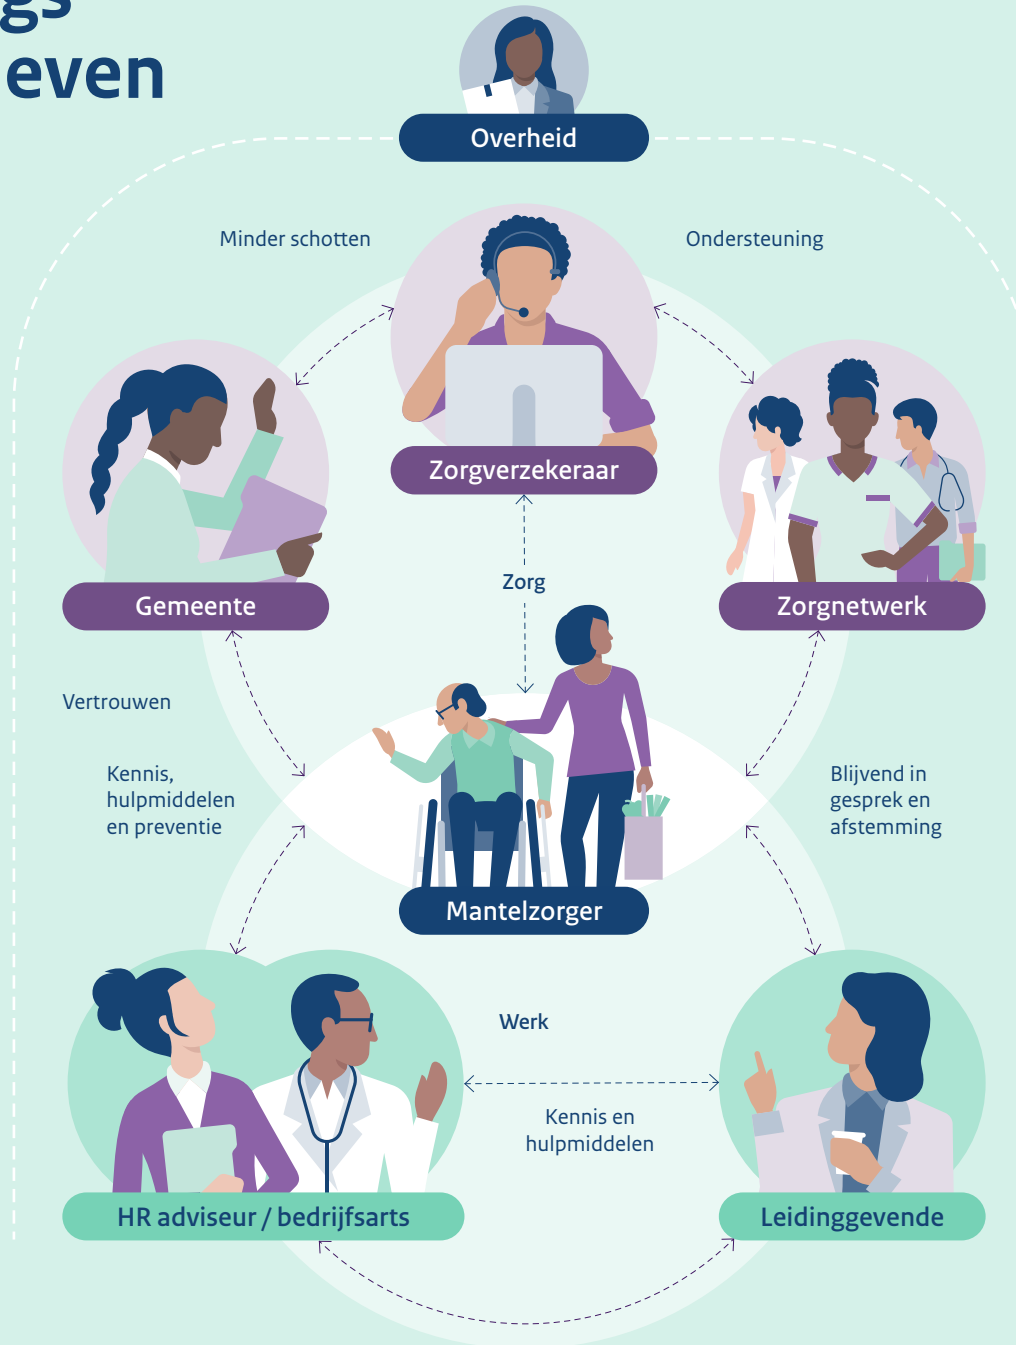 even
Overheid
Minder schotten
Ondersteuning
Zorgverzekeraar
Zorg
Gemeente
Zorgnetwerk
Vertrouwen
Kennis,
hulpmiddelen
en preventie
Blijvend in
gesprek en
afstemming
Mantelzorger
Werk
Kennis en
hulpmiddelen
HR adviseur / bedrijfsarts
Leidinggevende